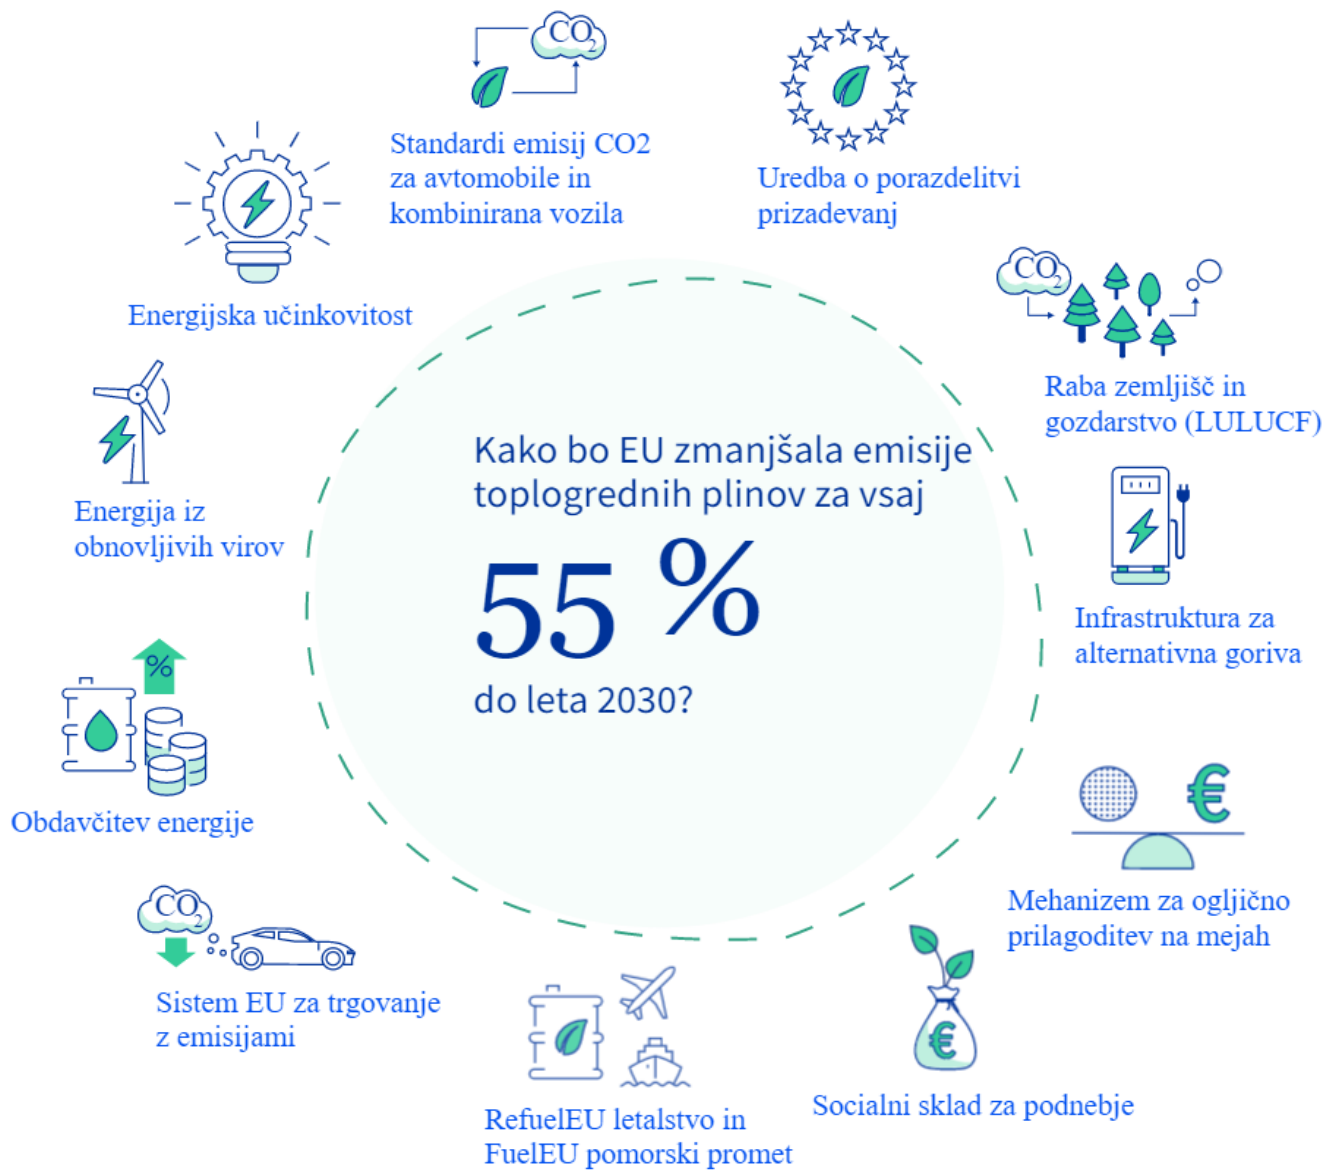 CO2
Standardi emisij CO2
za avtomobile in
kombinirana vozila
Uredba o porazdelitvi
prizadevanj
CO2
Raba zemljišč in
gozdarstvo (LULUCF)
Infrastruktura za
alternativna goriva
€
Mehanizem za ogljično
prilagoditev na mejah
€
Socialni sklad za podnebje
RefuelEU letalstvo in
FuelEU pomorski promet
CO2
Sistem EU za trgovanje
z emisijami
%
Obdavčitev energije
Energija iz
obnovljivih virov
Energijska učinkovitost
Kako bo EU zmanjšala emisije
toplogrednih plinov za vsaj
55 %
do leta 2030?